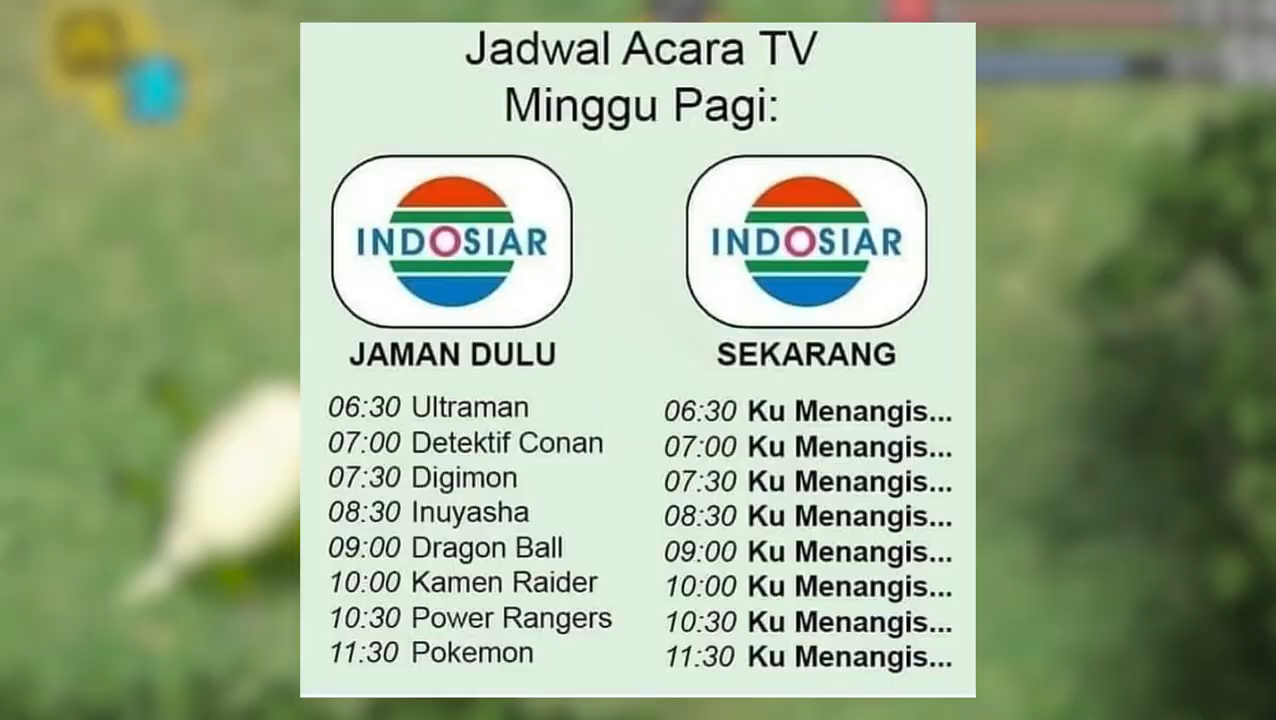 Jadwal Acara TV
Minggu Pagi:
INDOSIAR
JAMAN DULU
06:30 Ultraman
07:00 Detektif Conan
07:30 Digimon
08:30 Inuyasha
09:00 Dragon Ball
10:00 Kamen Raider
10:30 Power Rangers
11:30 Pokemon
INDOSIAR
SEKARANG
06:30 Ku Menangis...
07:00 Ku Menangis...
07:30 Ku Menangis...
08:30 Ku Menangis...
09:00 Ku Menangis...
10:00 Ku Menangis...
10:30 Ku Menangis...
11:30 Ku Menangis...